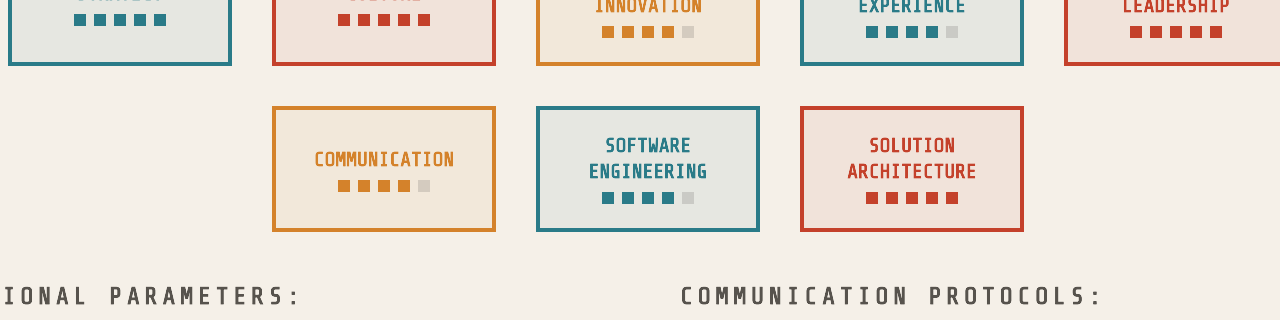 INNOVATION
EXPERIENCE
LEADERSHIP
COMMUNICATION
SOFTWARE
ENGINEERING
SOLUTION
ARCHITECTURE
IONAL PARAMETERS:
COMMUNICATION PROTOCOLS: